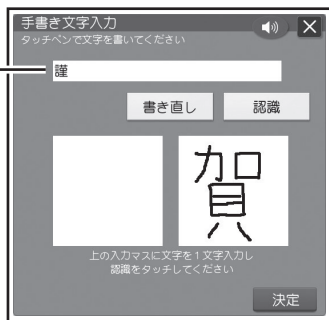 手書き文字入力
タッチペンで文字を書いてください
謹
書き直し
認識
賀
上の入力マスに文字を1文字入力し
認識をタッチしてください
決定